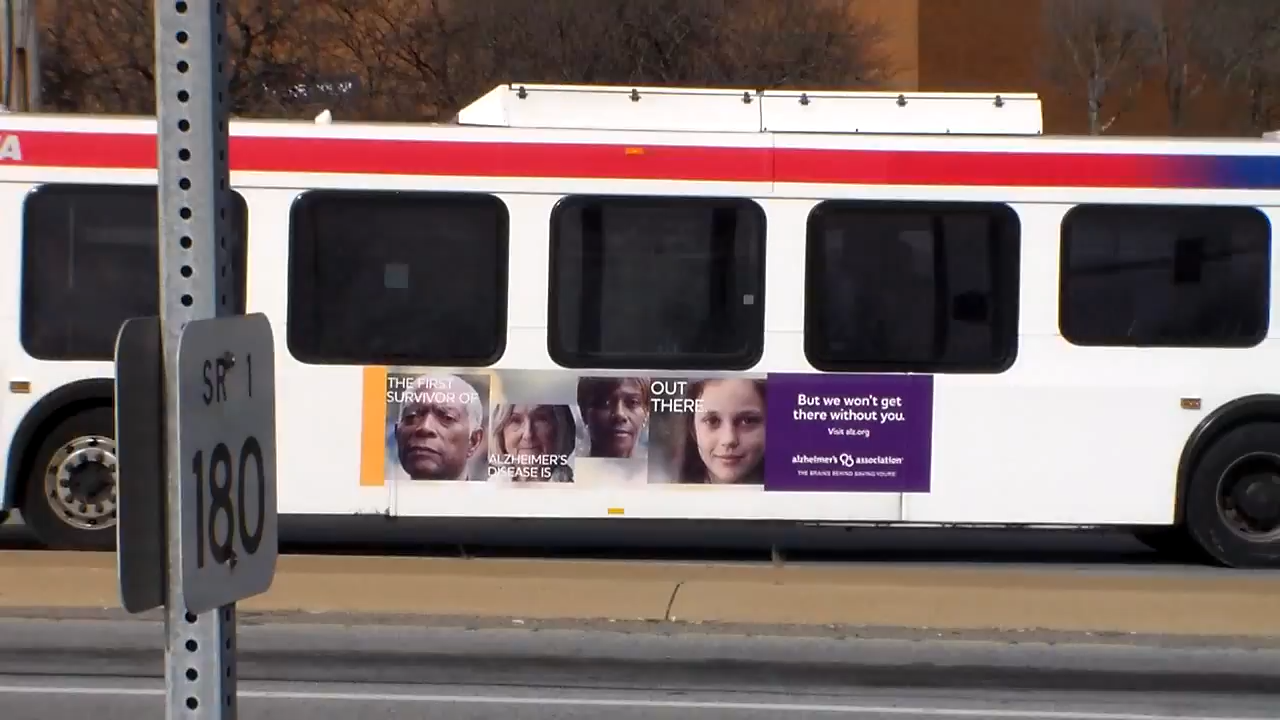 A
SR 1
180
THE FIRST
SURVIVOR OF
ALZHEIMER'S
DISEASE IS
OUT
THERE.
But we won't get
there without you.
Visit alz.org
alzheimer's association®
THE BRAINS BEHIND SAVING YOURS®